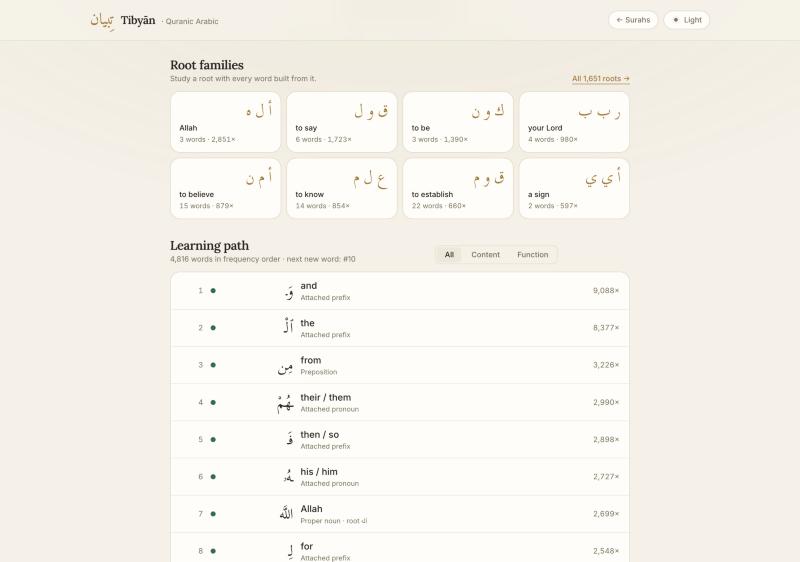 تِبيان Tibyān · Quranic Arabic
← Surahs
Light
Root families
Study a root with every word built from it.
All 1,651 roots →
أ ل ه
Allah
3 words · 2,851×
ق و ل
to say
6 words · 1,723×
ك و ن
to be
3 words · 1,390×
ر ب ب
your Lord
4 words · 980×
أ م ن
to believe
15 words · 879×
ع ل م
to know
14 words · 854×
ق و م
to establish
22 words · 660×
أ ي ي
a sign
2 words · 597×
Learning path
4,816 words in frequency order · next new word: #10
All Content Function
1 وَـ and 9,088×
Attached prefix
2 ٱلْـ the 8,377×
Attached prefix
3 مِن from 3,226×
Preposition
4 ـهُمْ their / them 2,990×
Attached pronoun
5 فَـ then / so 2,898×
Attached prefix
6 ـهُۥ his / him 2,727×
Attached pronoun
7 اللَّه Allah 2,699×
Proper noun · root
8 لِـ for 2,548×
Attached prefix